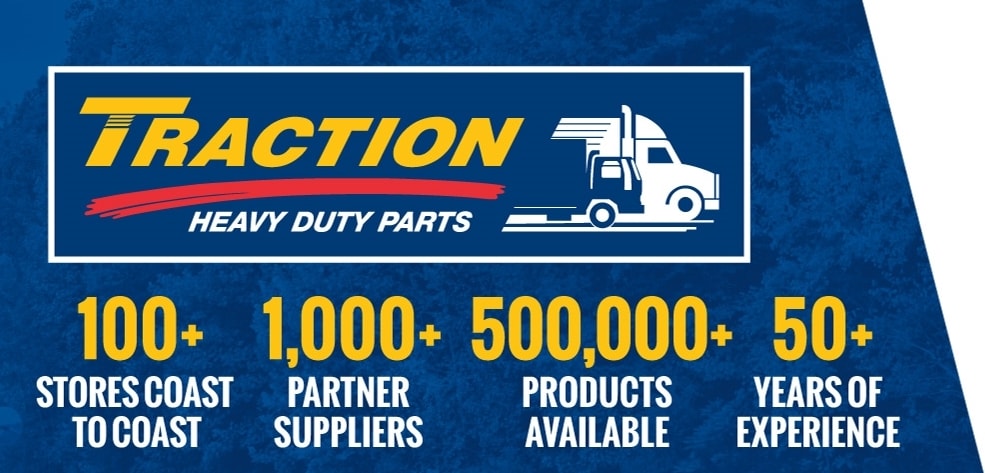 TRACTION
HEAVY DUTY PARTS
100+
STORES COAST
TO COAST
1,000+
PARTNER
SUPPLIERS
500,000+
PRODUCTS
AVAILABLE
50+
YEARS OF
EXPERIENCE